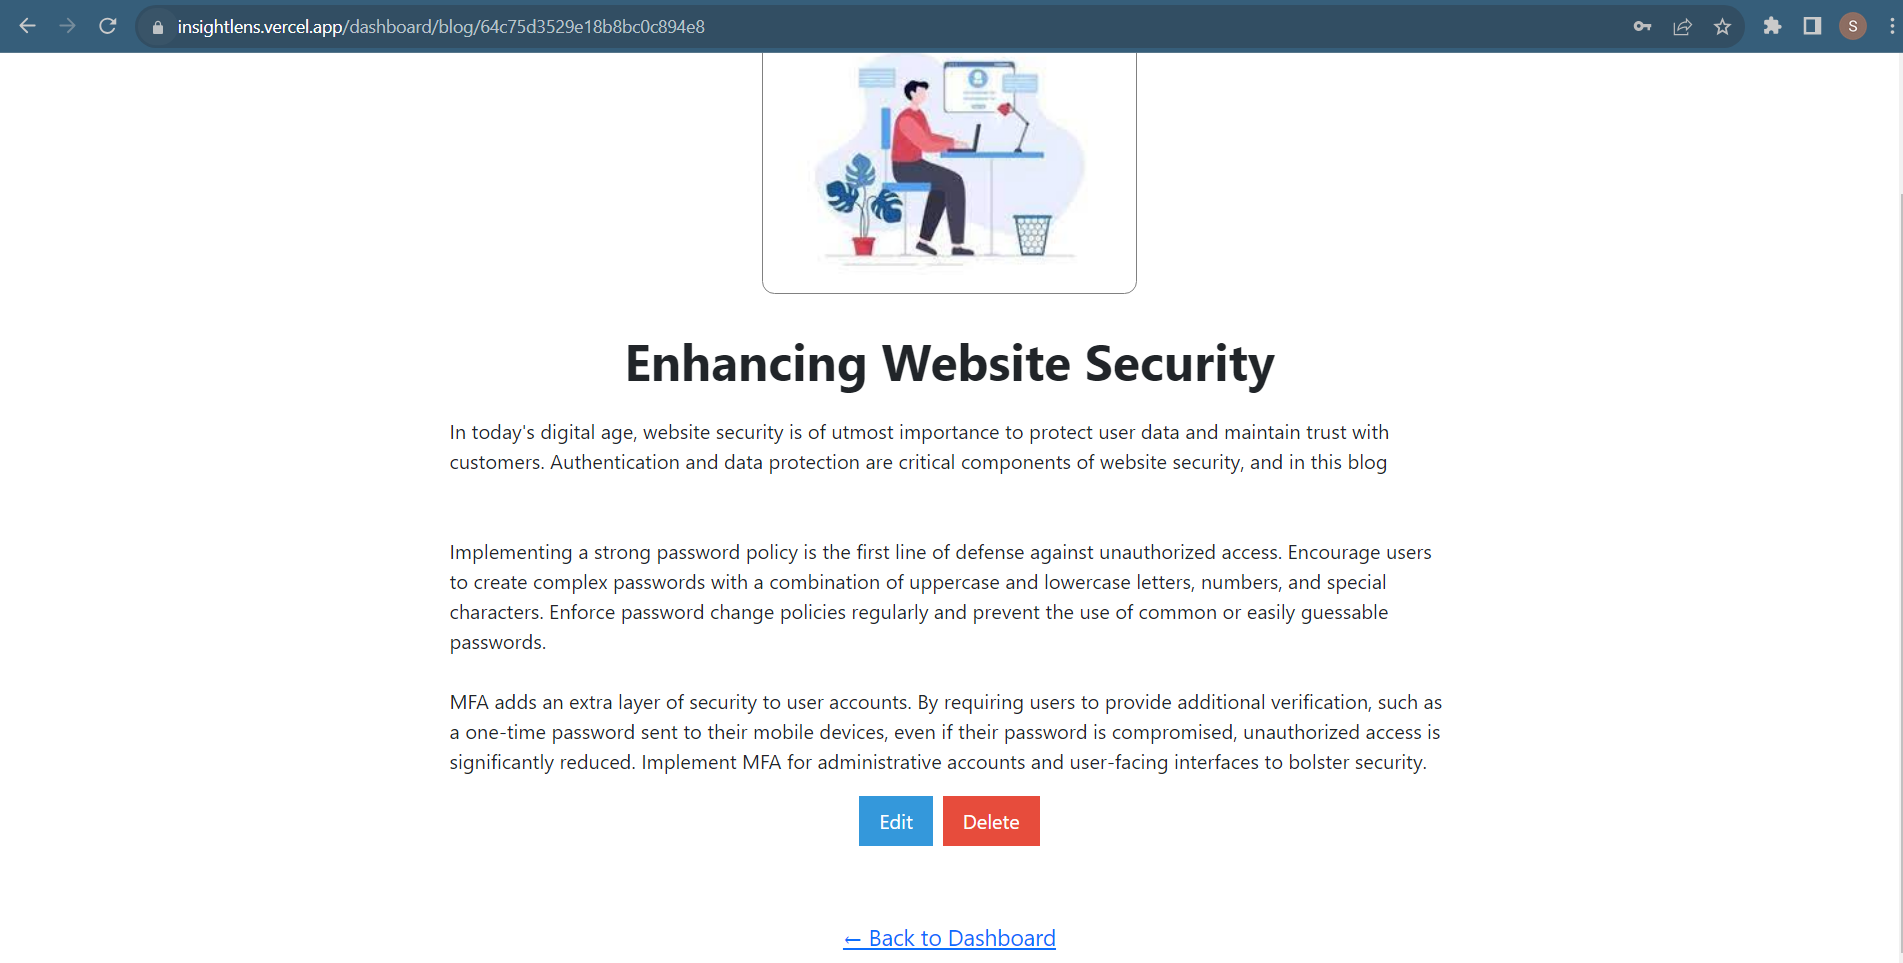 insightlens.vercel.app/dashboard/blog/64c75d3529e18b8bc0c894e8
S
Enhancing Website Security
In today's digital age, website security is of utmost importance to protect user data and maintain trust with
customers. Authentication and data protection are critical components of website security, and in this blog
Implementing a strong password policy is the first line of defense against unauthorized access. Encourage users
to create complex passwords with a combination of uppercase and lowercase letters, numbers, and special
characters. Enforce password change policies regularly and prevent the use of common or easily guessable
passwords.
MFA adds an extra layer of security to user accounts. By requiring users to provide additional verification, such as
a one-time password sent to their mobile devices, even if their password is compromised, unauthorized access is
significantly reduced. Implement MFA for administrative accounts and user-facing interfaces to bolster security.
Edit Delete
← Back to Dashboard